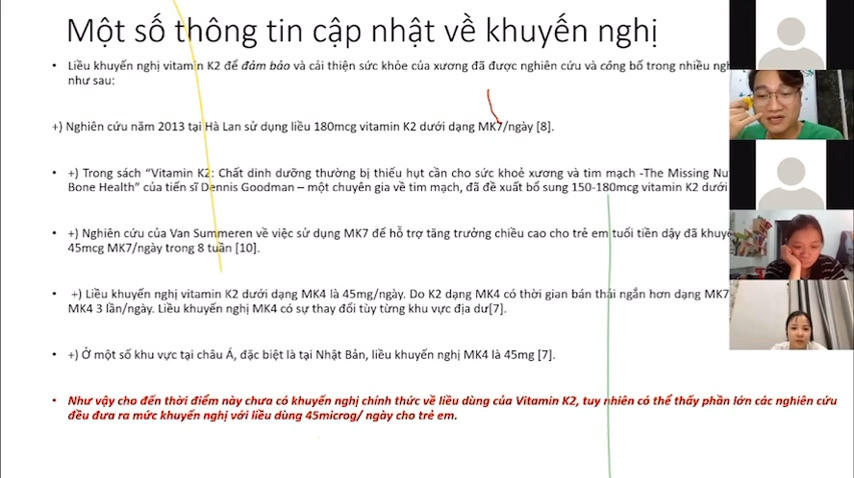 Một số thông tin cập nhật về khuyến nghị
• Liều khuyến nghị vitamin K2 để đảm bảo và cải thiện sức khỏe của xương đã được nghiên cứu và công bố trong nhiều
như sau:
+) Nghiên cứu năm 2013 tại Hà Lan sử dụng liều 180mcg vitamin K2 dưới dạng MK7/ngày [8].
• +) Trong sách “Vitamin K2: Chất dinh dưỡng thường bị thiếu hụt cần cho sức khoẻ xương và tim mạch -The Missing
Bone Health” của tiến sĩ Dennis Goodman – một chuyên gia về tim mạch, đã đề xuất bổ sung 150-180mcg vitamin K2 dưới
• +) Nghiên cứu của Van Summeren về việc sử dụng MK7 để hỗ trợ tăng trưởng chiều cao cho trẻ em tuổi tiền dậy đã
45mcg MK7/ngày trong 8 tuần [10].
• +) Liều khuyến nghị vitamin K2 dưới dạng MK4 là 45mg/ngày. Do K2 dạng MK4 có thời gian bán thải ngắn hơn dạng MK7
MK4 3 lần/ngày. Liều khuyến nghị MK4 có sự thay đổi tùy từng khu vực địa dư[7].
• +) Ở một số khu vực tại châu Á, đặc biệt là tại Nhật Bản, liều khuyến nghị MK4 là 45mg [7].
• Như vậy cho đến thời điểm này chưa có khuyến nghị chính thức về liều dùng của Vitamin K2, tuy nhiên có thể thấy phần lớn các nghiên cứu
đều đưa ra mức khuyến nghị với liều dùng 45microg/ ngày cho trẻ em.